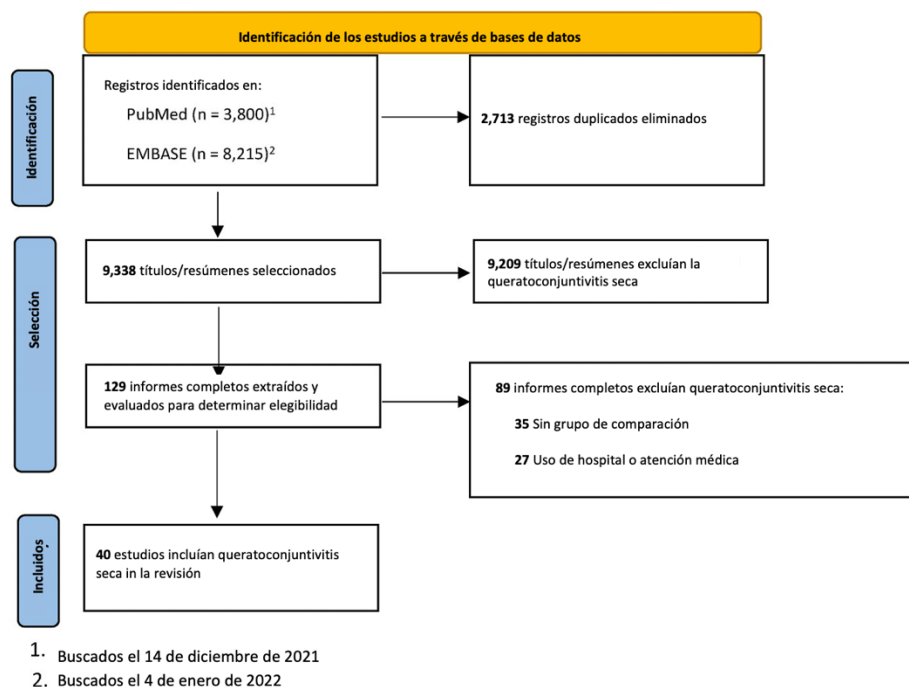 Identificación de los estudios a través de bases de datos
Identificación
Registros identificados en:
PubMed (n = 3,800)1
EMBASE (n = 8,215)2
2,713 registros duplicados eliminados
Selección
9,338 títulos/resúmenes seleccionados
9,209 títulos/resúmenes excluían la
queratoconjuntivitis seca
129 informes completos extraídos y
evaluados para determinar elegibilidad
89 informes completos excluían queratoconjuntivitis seca:
35 Sin grupo de comparación
27 Uso de hospital o atención médica
Incluidos
40 estudios incluían queratoconjuntivitis
seca in la revisión
1. Buscados el 14 de diciembre de 2021
2. Buscados el 4 de enero de 2022